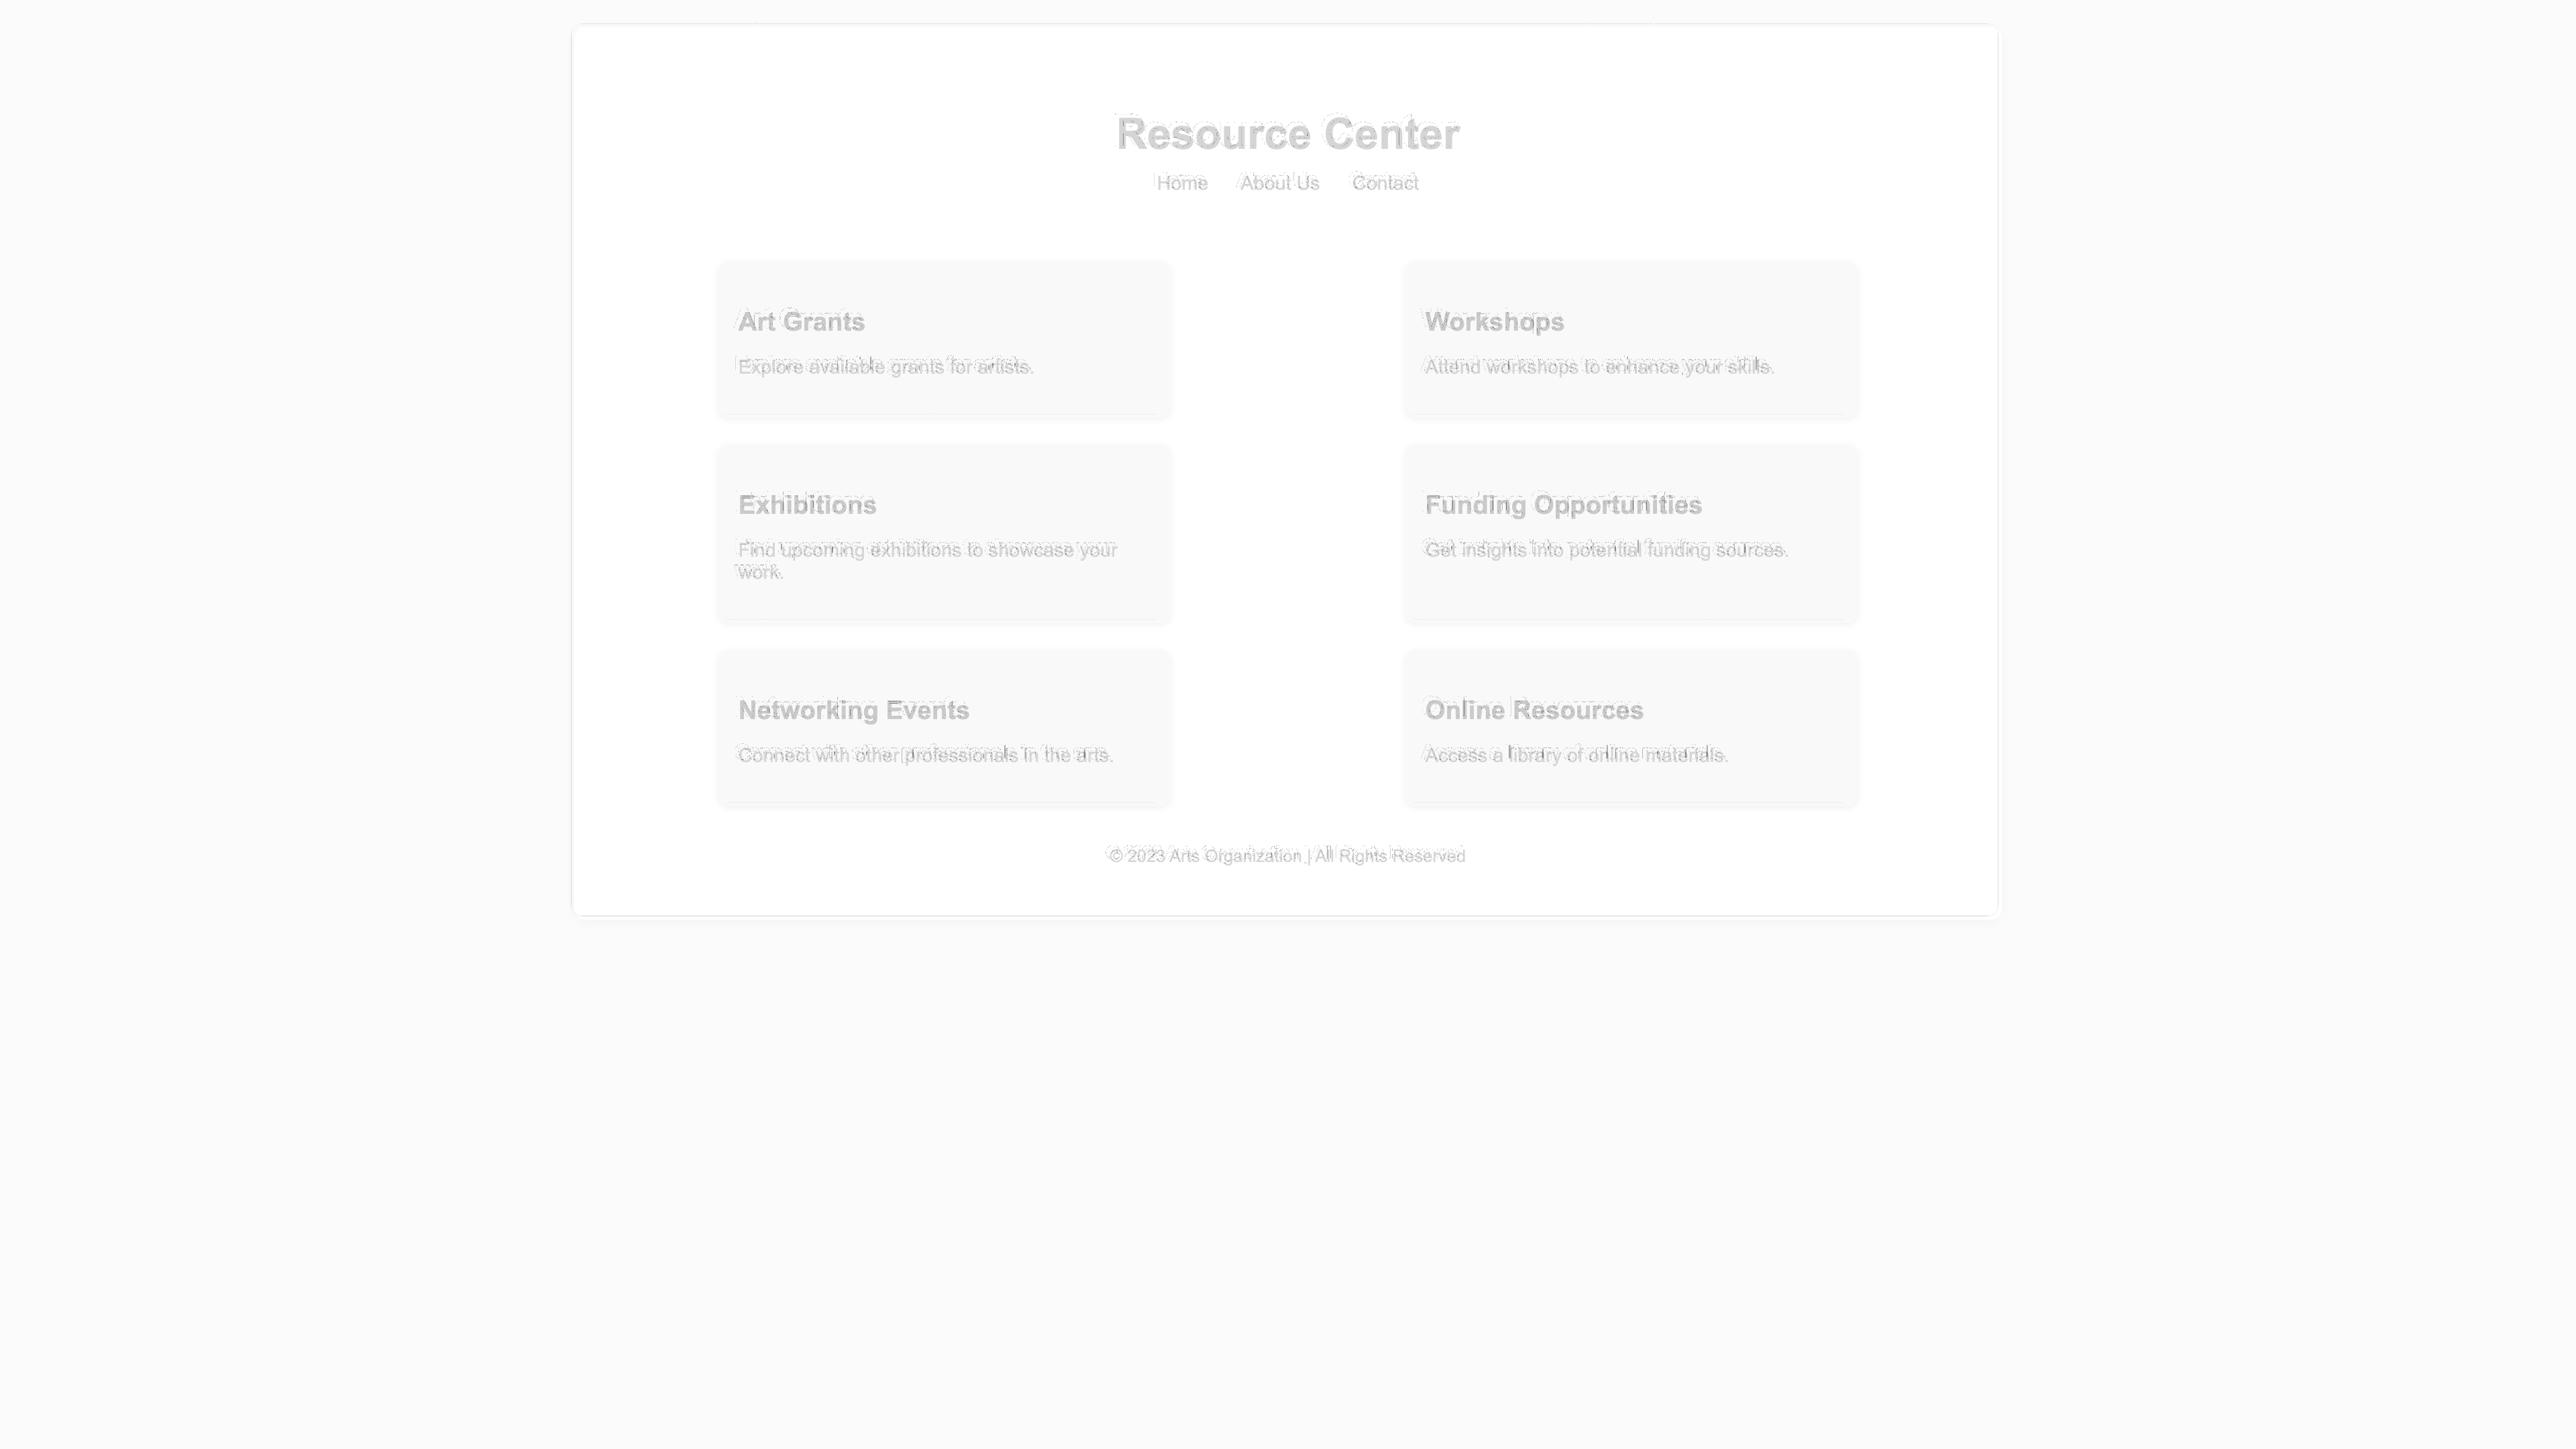 Resource Center
Home About Us Contact
Art Grants
Explore available grants for artists.
Workshops
Attend workshops to enhance your skills.
Exhibitions
Find upcoming exhibitions to showcase your
work.
Funding Opportunities
Get insights into potential funding sources.
Networking Events
Connect with other professionals in the arts.
Online Resources
Access a library of online materials.
© 2023 Arts Organization | All Rights Reserved